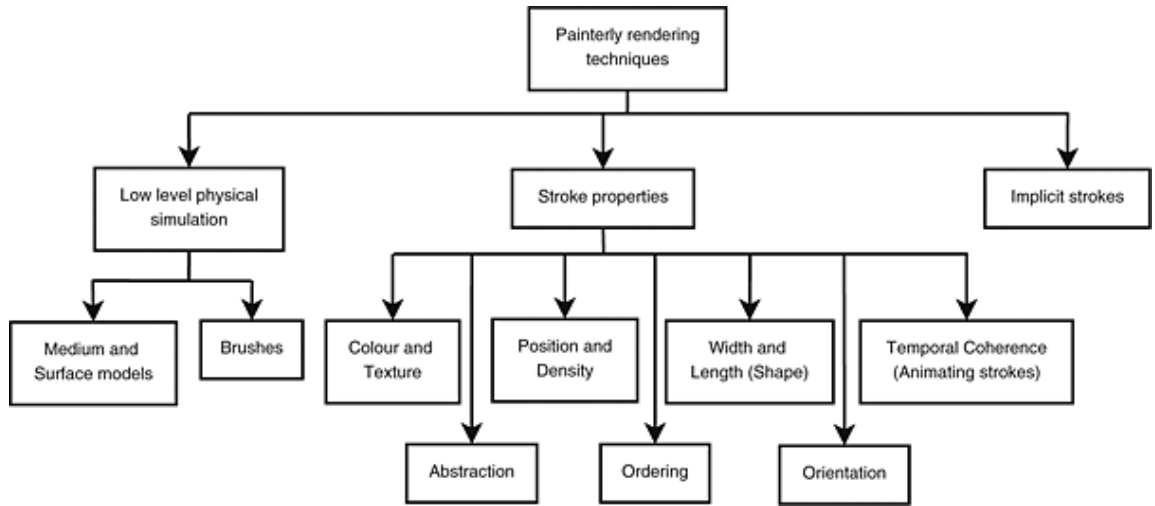 Painterly rendering
techniques
Low level physical
simulation
Stroke properties
Implicit strokes
Medium and
Surface models
Brushes
Colour and
Texture
Position and
Density
Width and
Length (Shape)
Temporal Coherence
(Animating strokes)
Abstraction
Ordering
Orientation